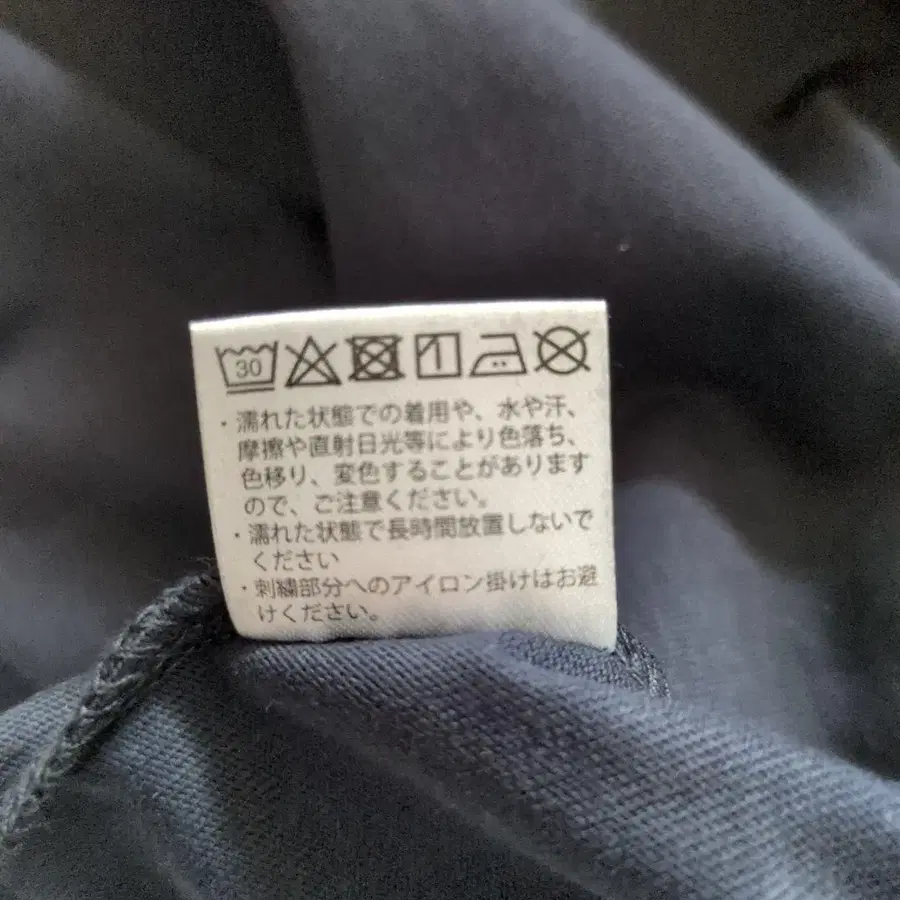 30
・濡れた状態での着用や、水や汗、
摩擦や直射日光等により色落ち、
色移り、変色することがあります
ので、ご注意ください。
・濡れた状態で長時間放置しないで
ください
・刺繍部分へのアイロン掛けはお避
けください。